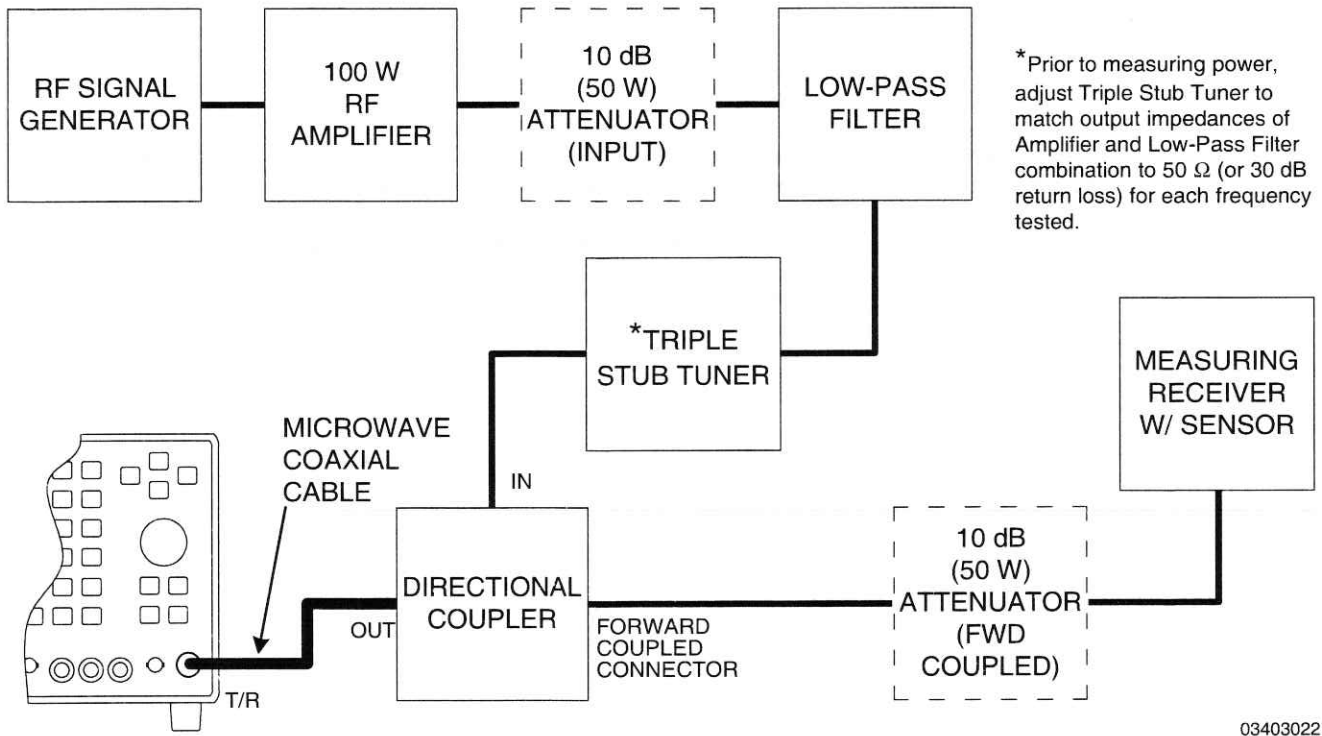 RF SIGNAL
GENERATOR
100 W
RF
AMPLIFIER
10 dB
(50 W)
ATTENUATOR
(INPUT)
LOW-PASS
FILTER
*Prior to measuring power,
adjust Triple Stub Tuner to
match output impedances of
Amplifier and Low-Pass Filter
combination to 50 Ω (or 30 dB
return loss) for each frequency
tested.
*TRIPLE
STUB TUNER
MEASURING
RECEIVER
W/ SENSOR
MICROWAVE
COAXIAL
CABLE
IN
DIRECTIONAL
COUPLER
OUT
FORWARD
COUPLED
CONNECTOR
10 dB
(50 W)
ATTENUATOR
(FWD
COUPLED)
T/R
03403022